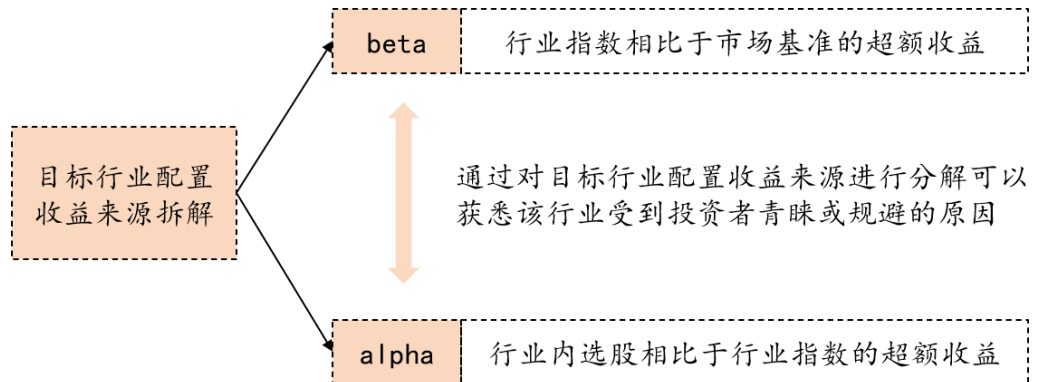 beta
行业指数相比于市场基准的超额收益
目标行业配置
收益来源拆解
通过对目标行业配置收益来源进行分解可以
获悉该行业受到投资者青睐或规避的原因
alpha
行业内选股相比于行业指数的超额收益